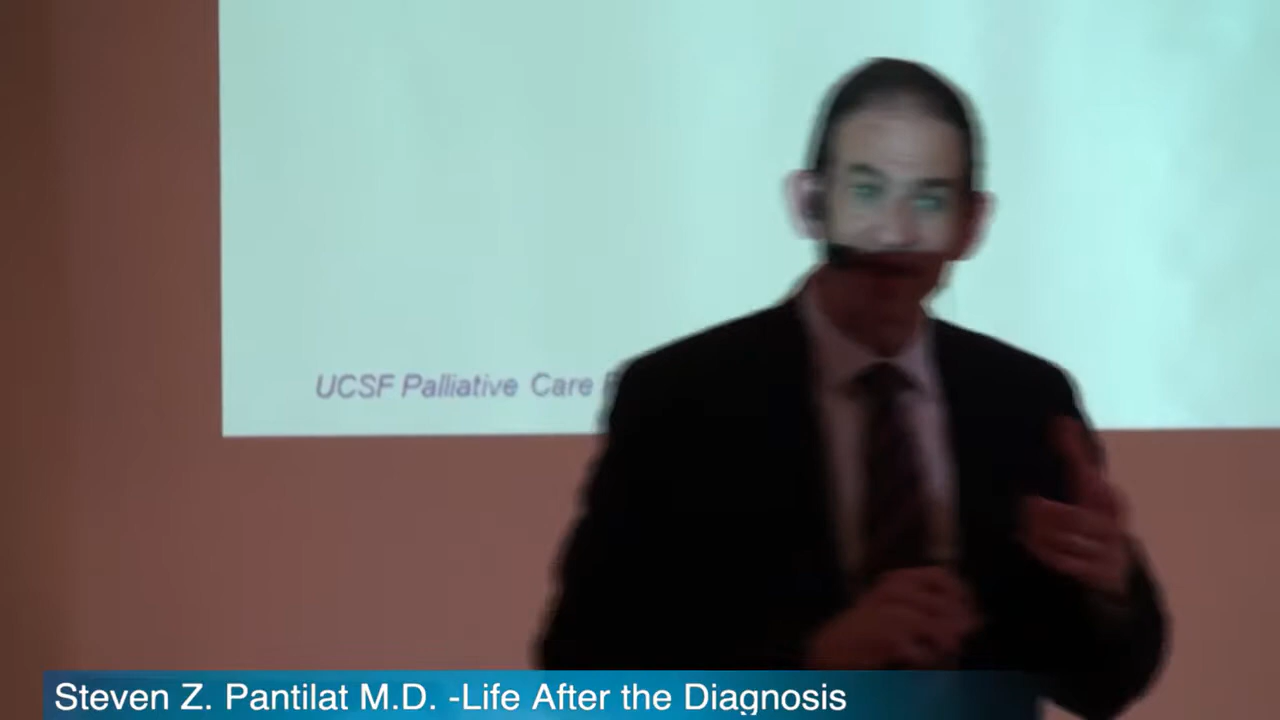 UCSF Palliative Care
Steven Z. Pantilat M.D. -Life After the Diagnosis